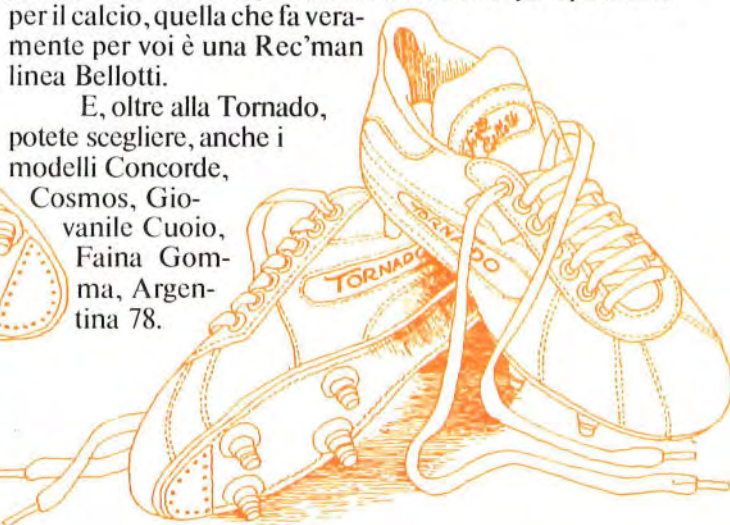 per il calcio, quella che fa vera-
mente per voi è una Rec'man
linea Bellotti.
E, oltre alla Tornado,
potete scegliere, anche i
modelli Concorde,
Cosmos, Gio-
vanile Cuoio,
Faina Gom-
ma, Argen-
tina 78.
TORNADO
TORNADO